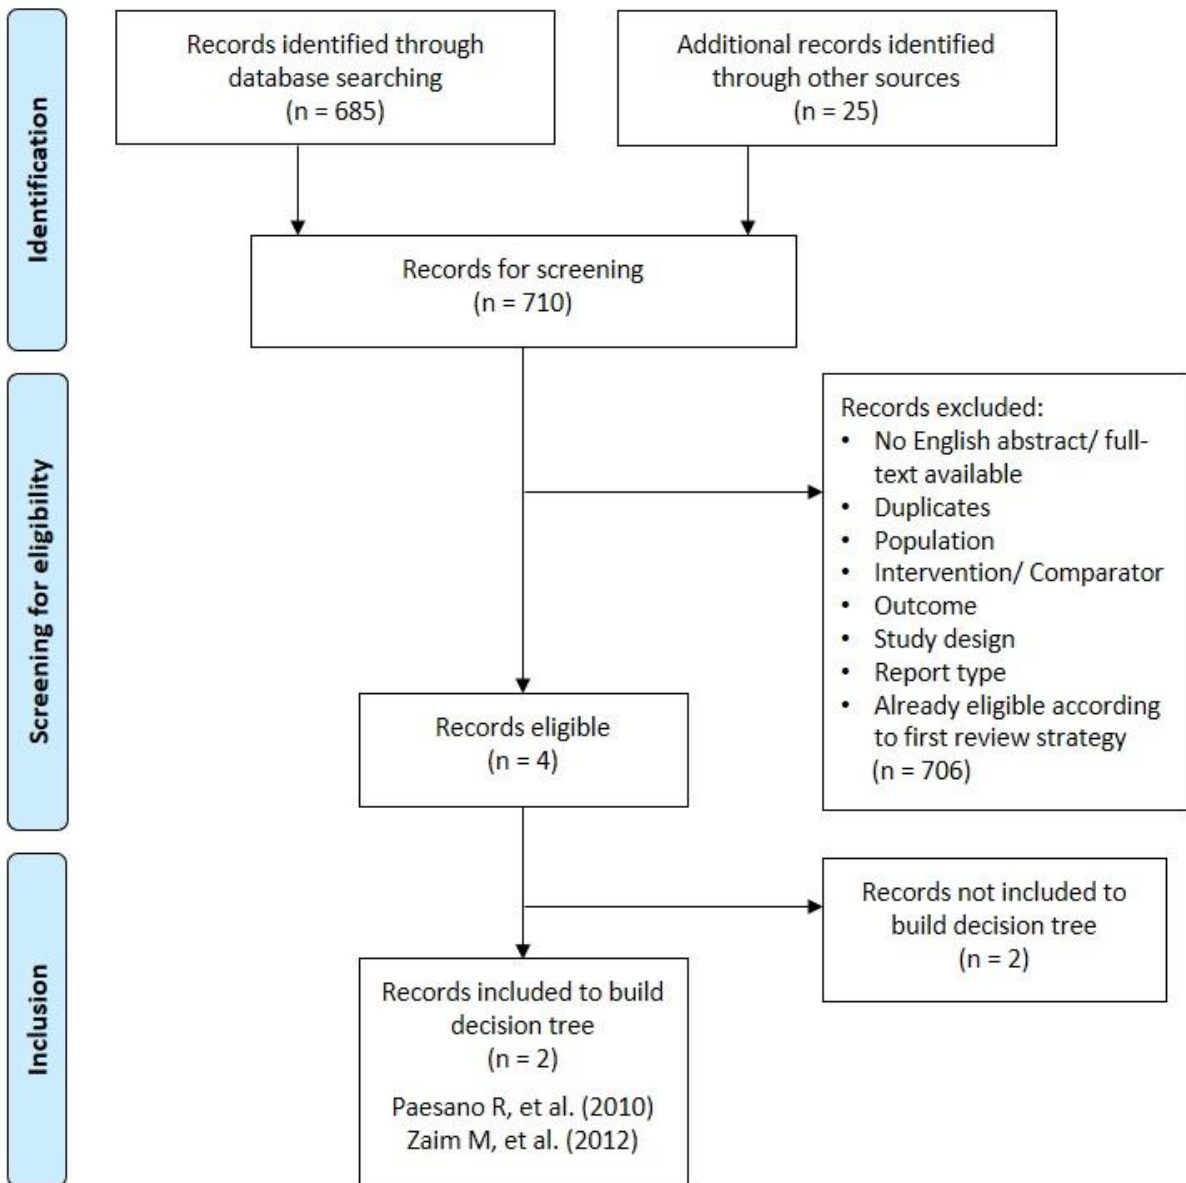 Identification
Records identified through
database searching
(n = 685)
Additional records identified
through other sources
(n = 25)
Records for screening
(n = 710)
Screening for eligibility
Records excluded:
• No English abstract/ full-
text available
• Duplicates
• Population
• Intervention/ Comparator
• Outcome
• Study design
• Report type
• Already eligible according
to first review strategy
(n = 706)
Records eligible
(n = 4)
Inclusion
Records not included to
build decision tree
(n = 2)
Records included to build
decision tree
(n = 2)
Paesano R, et al. (2010)
Zaim M, et al. (2012)